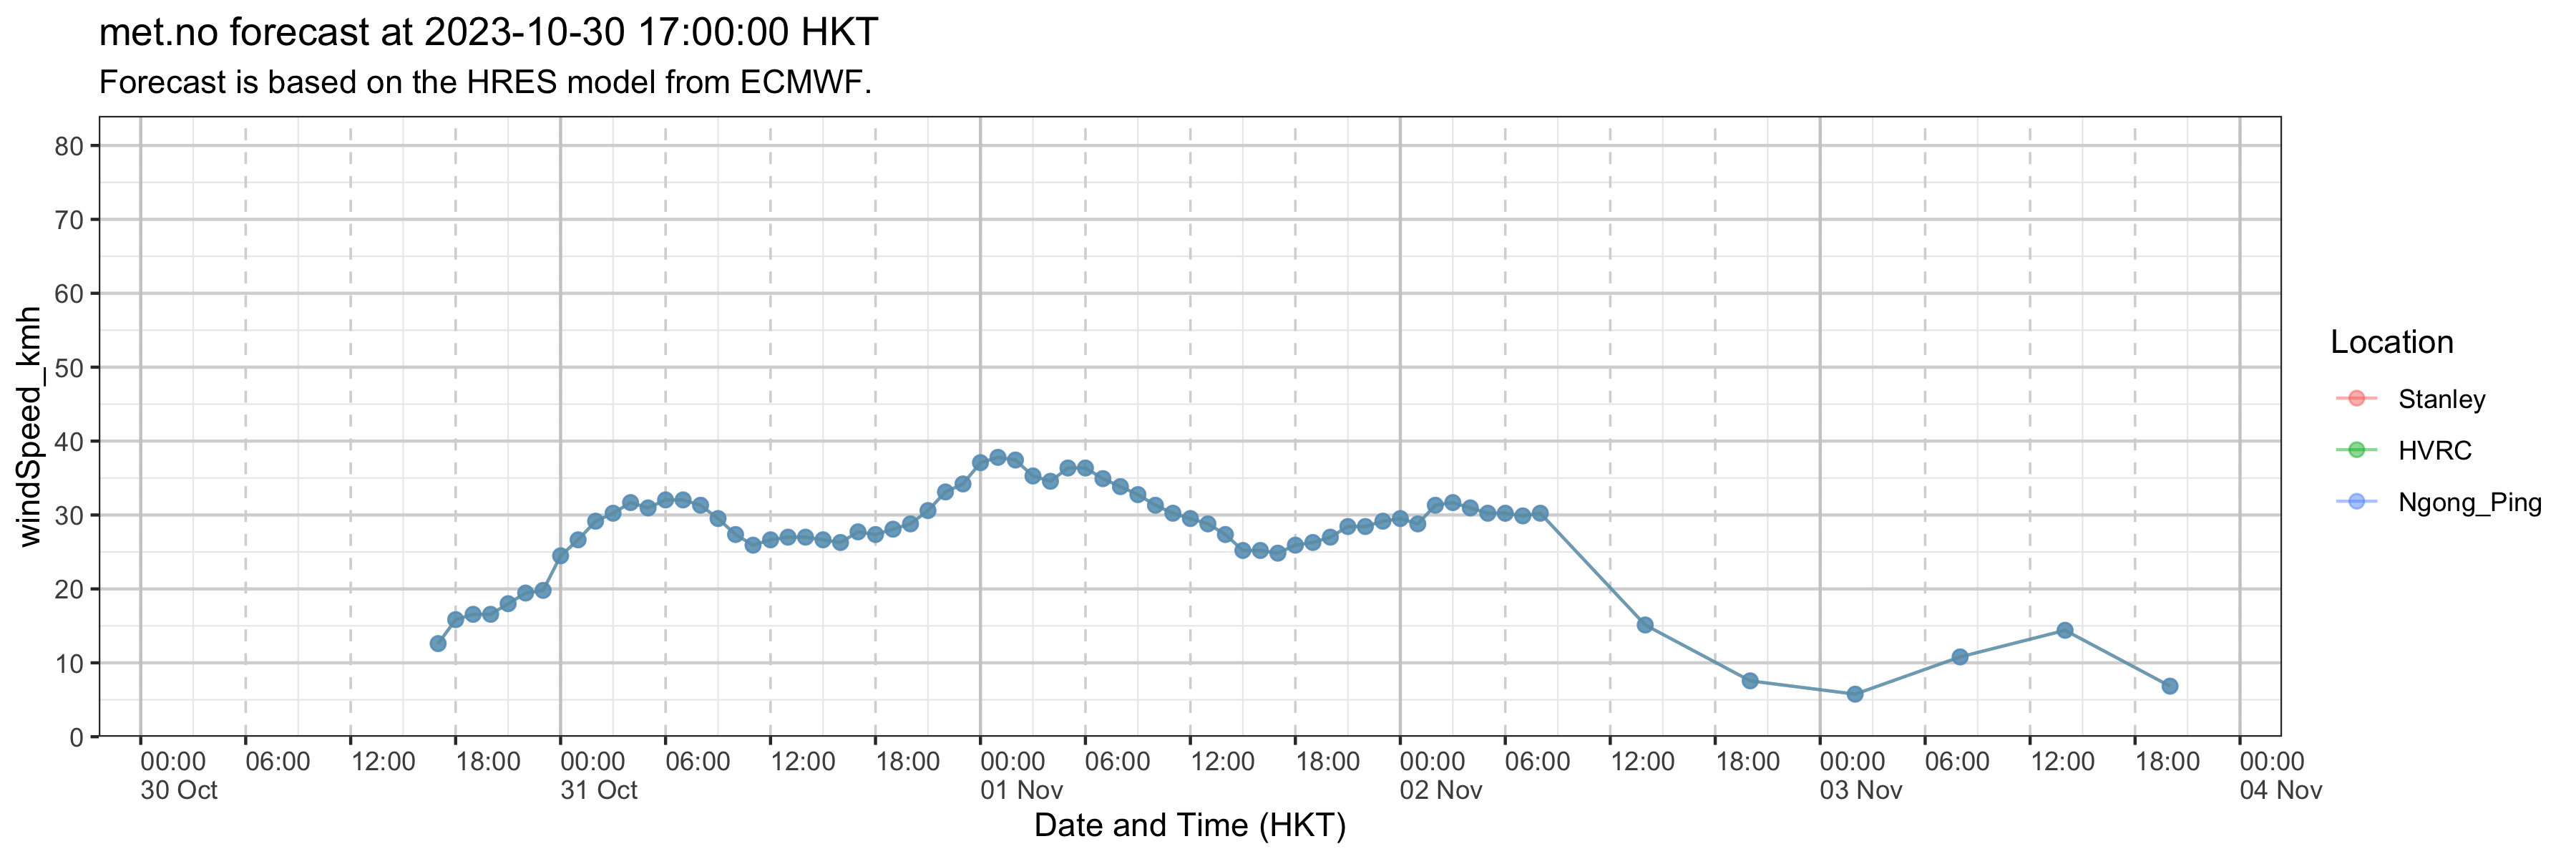 met.no forecast at 2023-10-30 17:00:00 HKT
Forecast is based on the HRES model from ECMWF.
windSpeed_kmh
80
70
60
50
40
30
20
10
0
00:00 06:00 12:00 18:00 00:00 06:00 12:00 18:00 00:00 06:00 12:00 18:00 00:00 06:00 12:00 18:00 00:00 06:00 12:00 18:00 00:00
30 Oct 31 Oct 01 Nov 02 Nov 03 Nov 04 Nov
Date and Time (HKT)
Location
Stanley
HVRC
Ngong_Ping